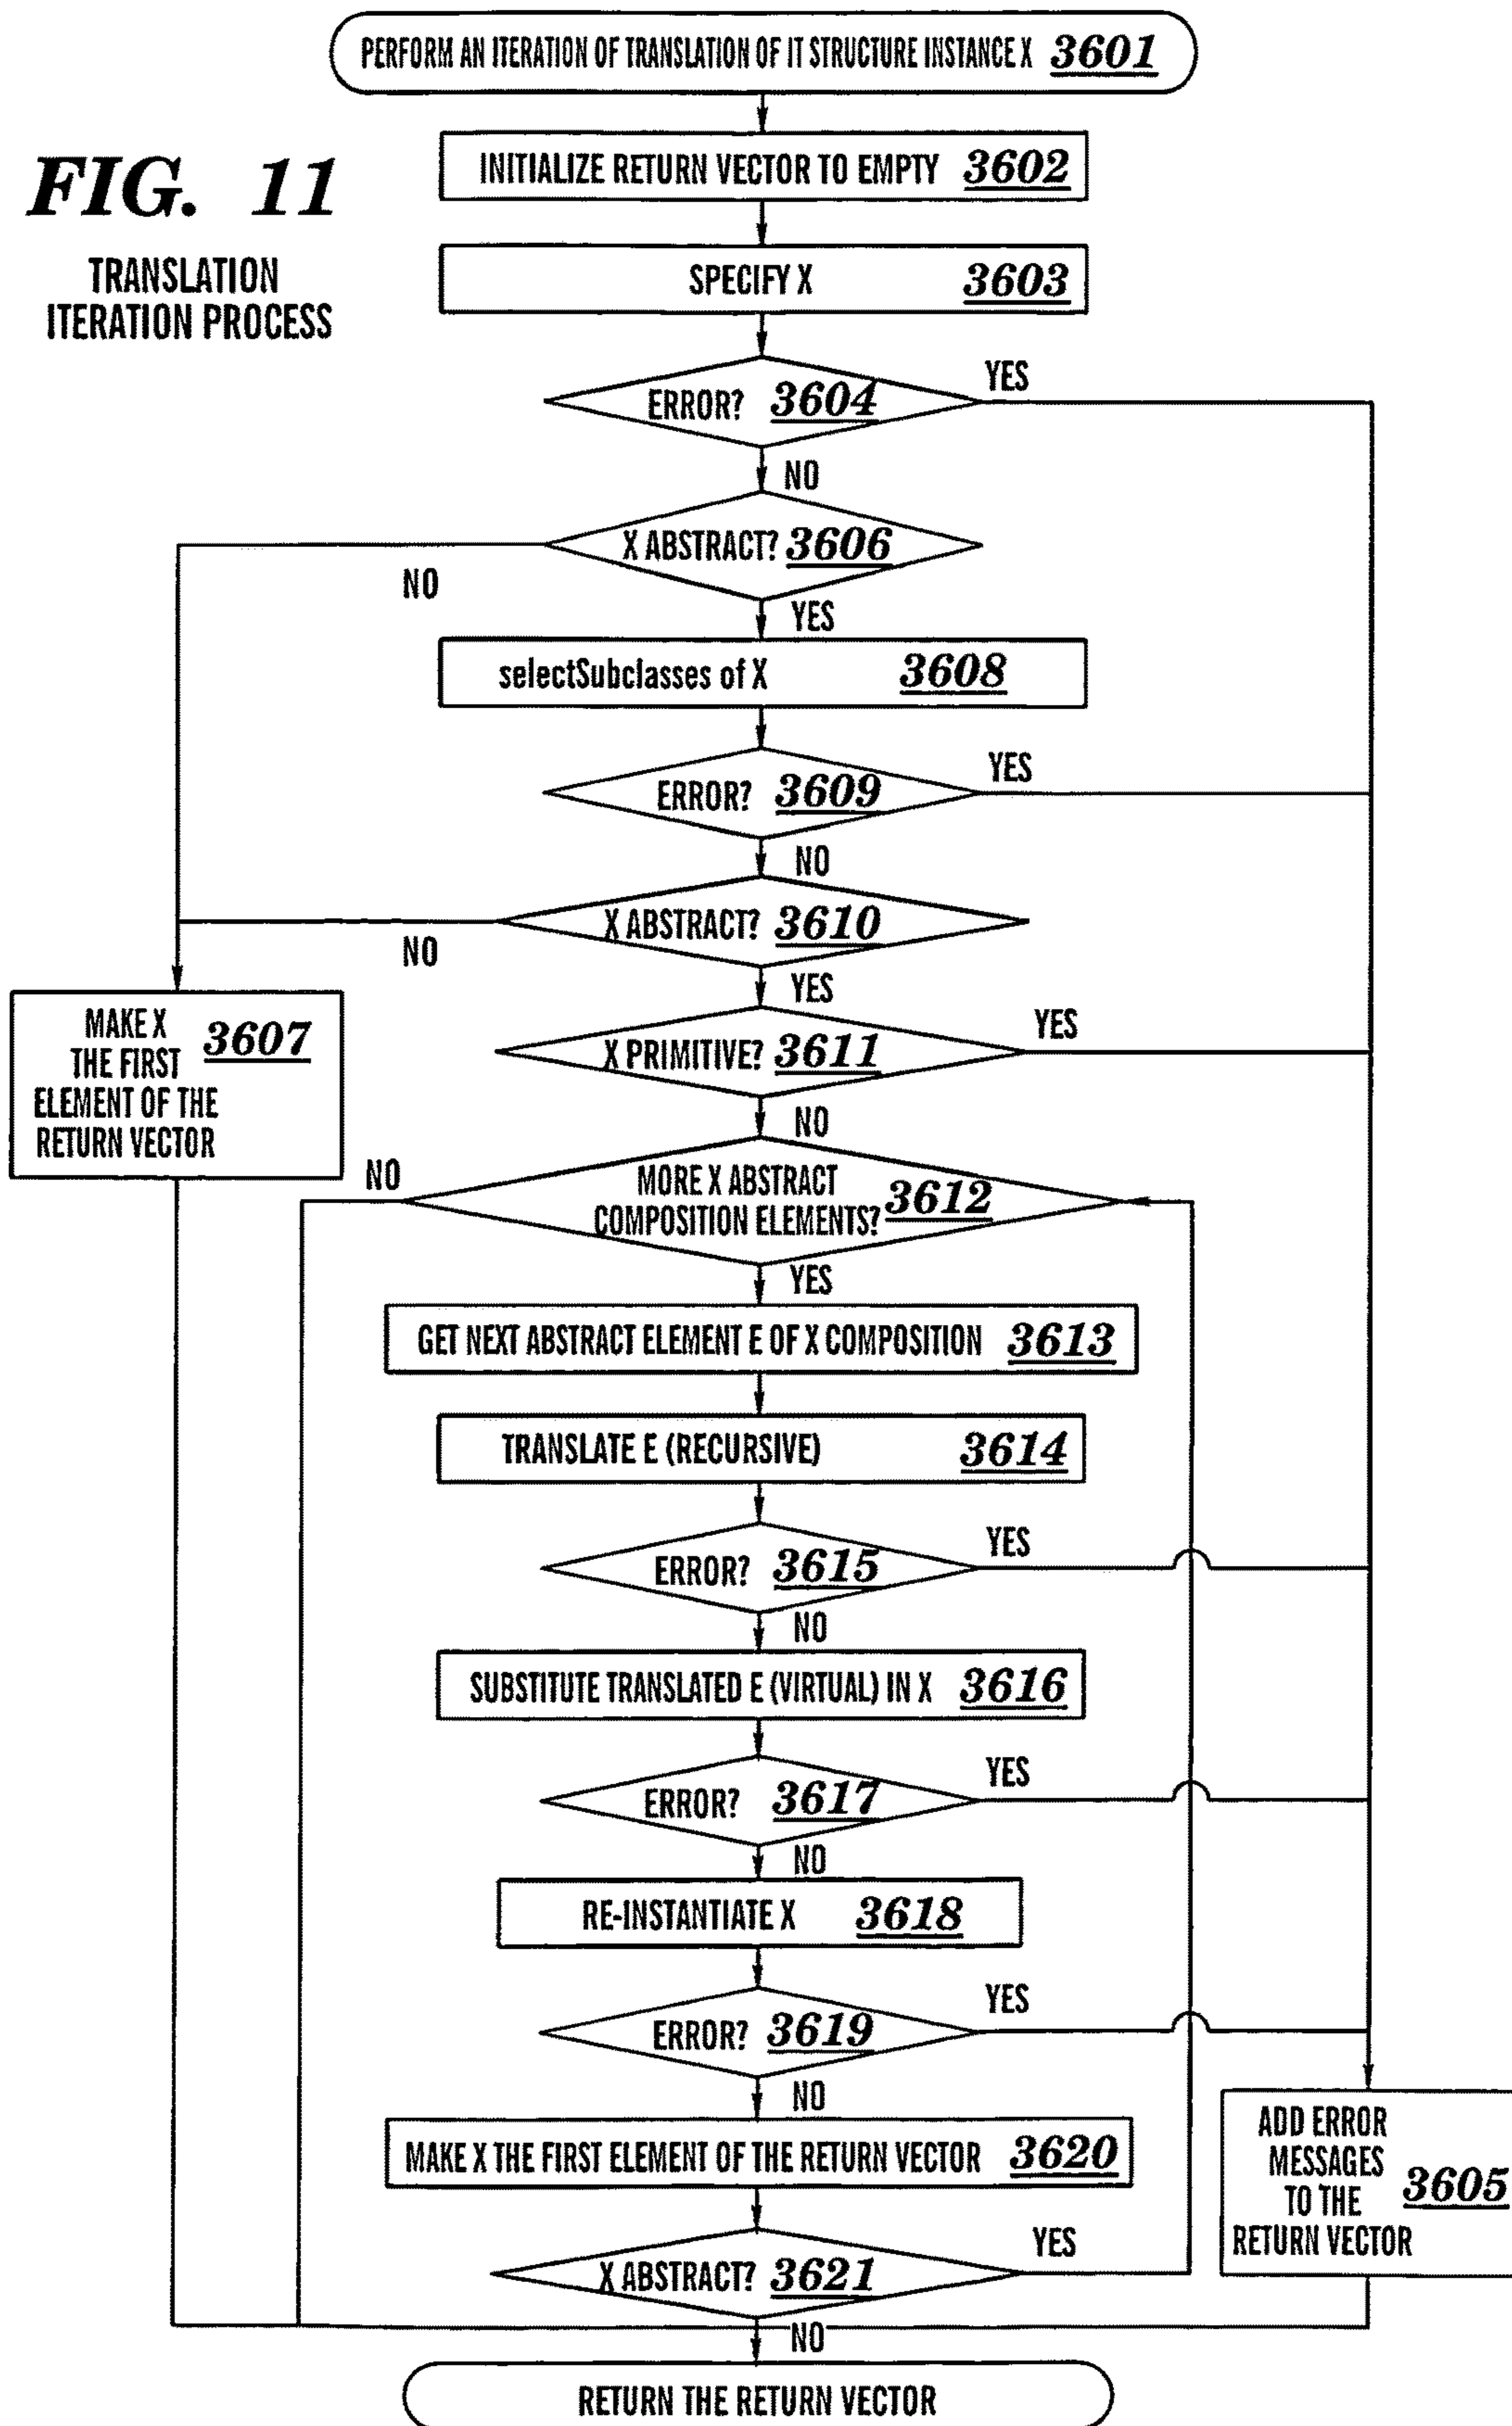 PERFORM AN ITERATION OF TRANSLATION OF IT STRUCTURE INSTANCE X 3601
FIG. 11
TRANSLATION
ITERATION PROCESS
INITIALIZE RETURN VECTOR TO EMPTY 3602
SPECIFY X 3603
ERROR? 3604
YES
NO
X ABSTRACT? 3606
NO
YES
selectSubclasses of X 3608
ERROR? 3609
YES
NO
X ABSTRACT? 3610
NO
YES
MAKE X
THE FIRST
ELEMENT OF THE
RETURN VECTOR
3607
X PRIMITIVE? 3611
YES
NO
MORE X ABSTRACT
COMPOSITION ELEMENTS? 3612
NO
YES
GET NEXT ABSTRACT ELEMENT E OF X COMPOSITION 3613
TRANSLATE E (RECURSIVE) 3614
ERROR? 3615
YES
NO
SUBSTITUTE TRANSLATED E (VIRTUAL) IN X 3616
ERROR? 3617
YES
NO
RE-INSTANTIATE X 3618
ERROR? 3619
YES
NO
MAKE X THE FIRST ELEMENT OF THE RETURN VECTOR 3620
ADD ERROR
MESSAGES
TO THE
RETURN VECTOR
3605
X ABSTRACT? 3621
YES
NO
RETURN THE RETURN VECTOR